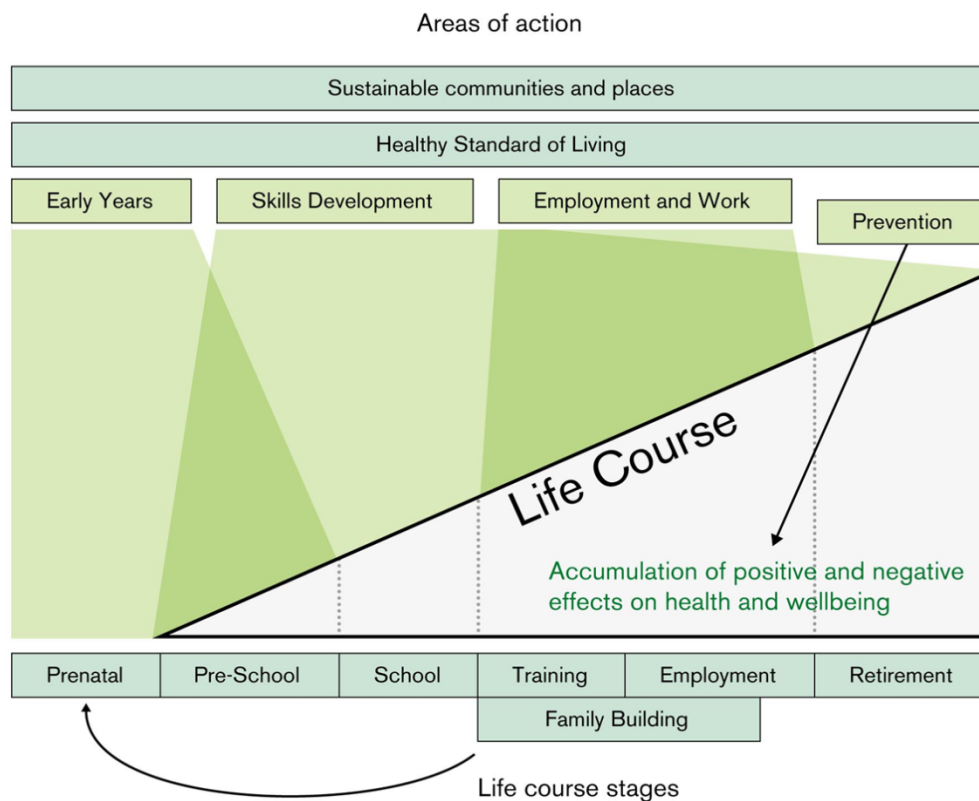 Areas of action
Sustainable communities and places
Healthy Standard of Living
Early Years
Skills Development
Employment and Work
Prevention
Life Course
Accumulation of positive and negative
effects on health and wellbeing
Prenatal
Pre-School
School
Training
Employment
Retirement
Family Building
Life course stages